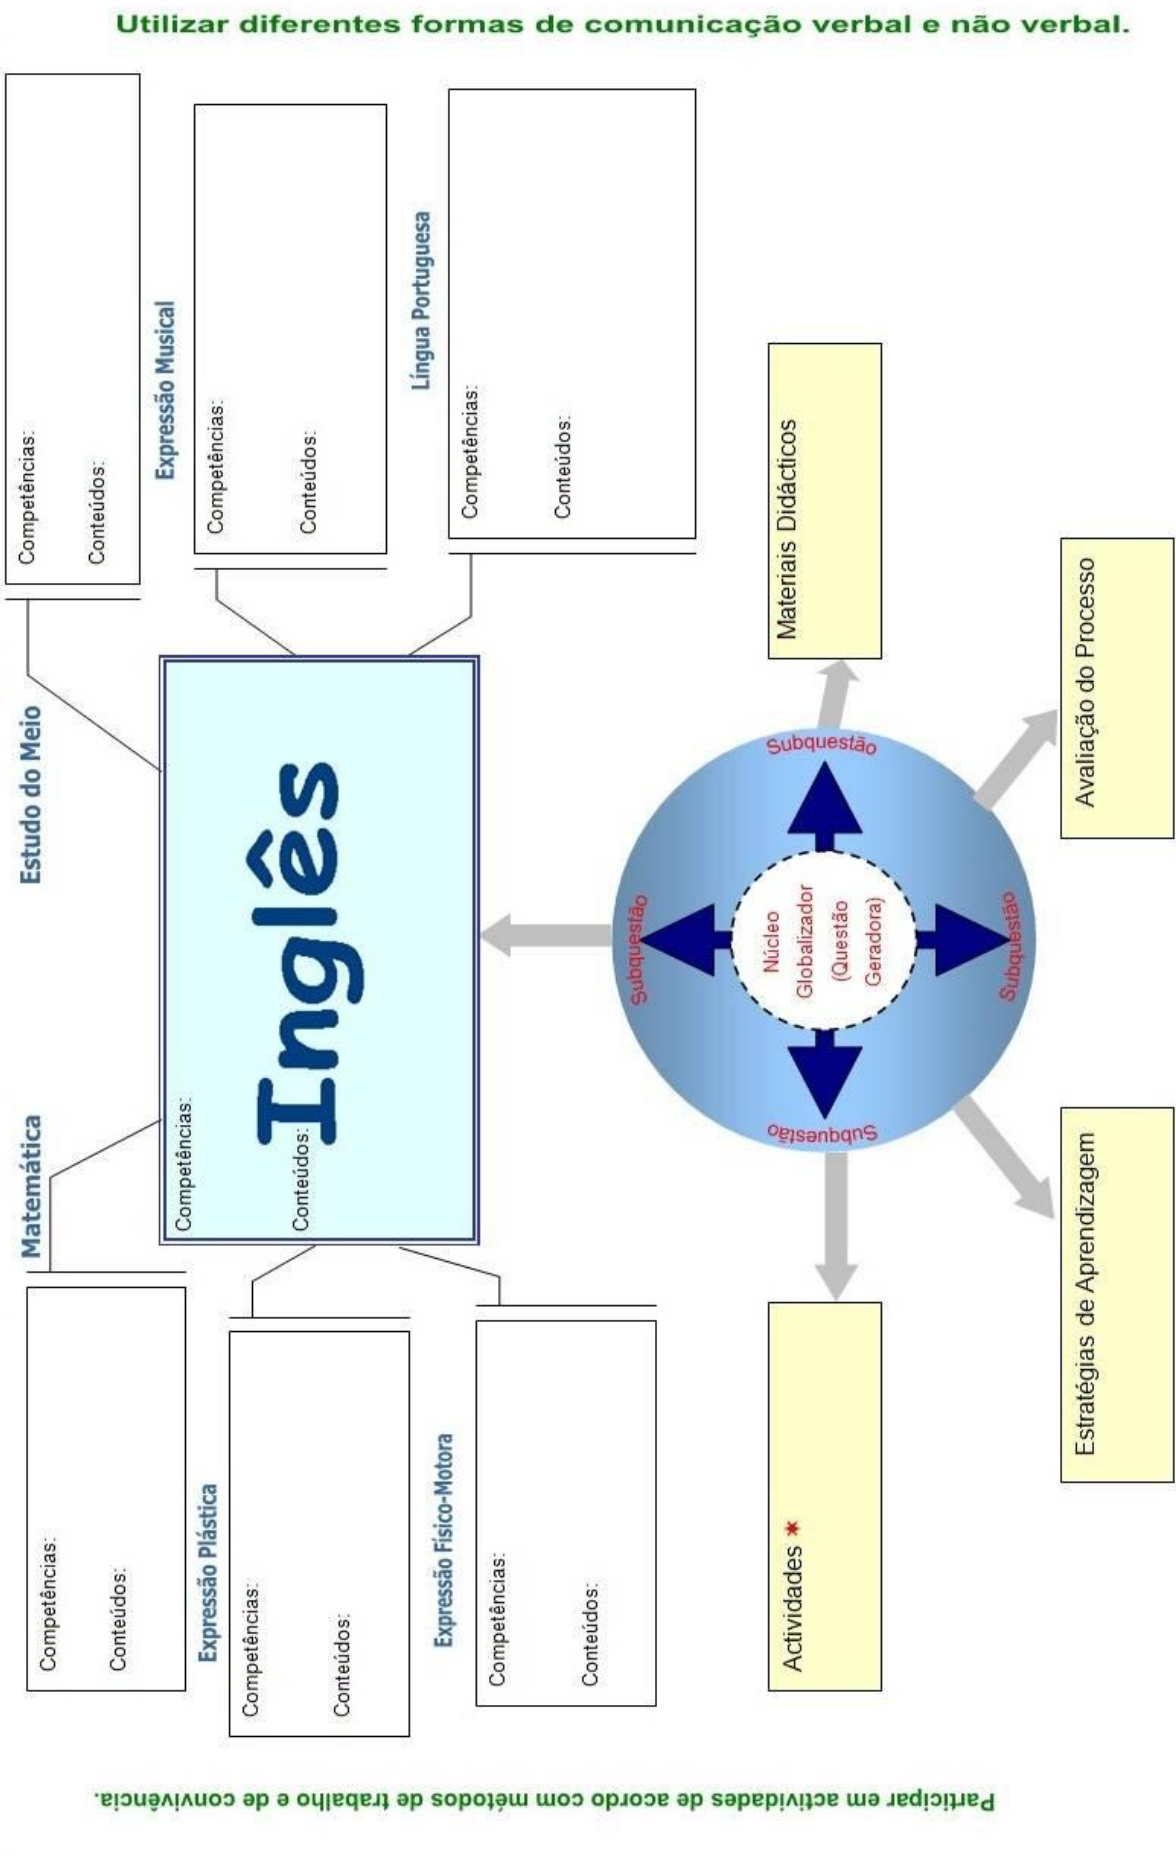 Utilizar diferentes formas de comunicação verbal e não verbal.
Matemática
Competências:
Conteúdos:
Estudo do Meio
Competências:
Conteúdos:
Expressão Plástica
Competências:
Conteúdos:
Expressão Musical
Competências:
Conteúdos:
Expressão Físico-Motora
Competências:
Conteúdos:
Língua Portuguesa
Competências:
Conteúdos:
Competências:
Inglês
Conteúdos:
Subquestão
Subquestão
Subquestão
Subquestão
Núcleo
Globalizador
(Questão
Geradora)
Actividades ✶
Materiais Didácticos
Estratégias de Aprendizagem
Avaliação do Processo
Participar em actividades de acordo com métodos de trabalho e de convivência.